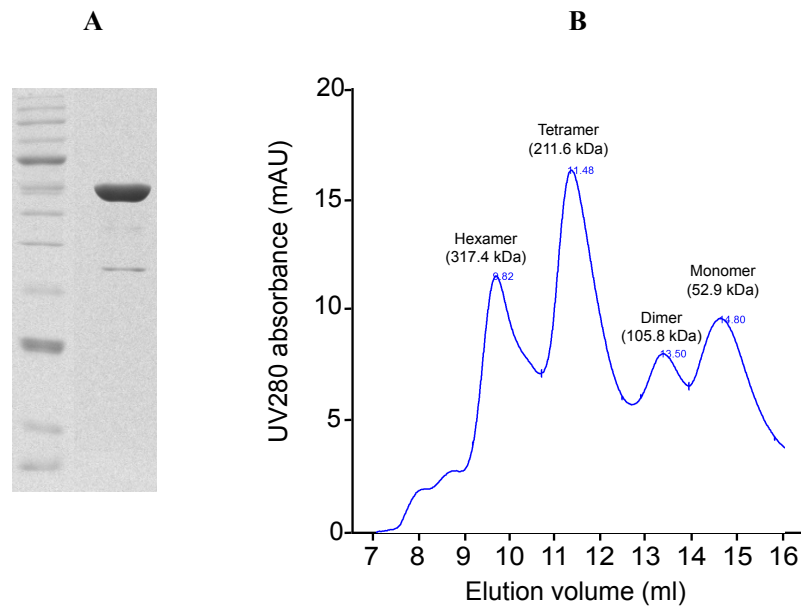 A
B
20
15
10
5
0
UV280 absorbance (mAU)
Hexamer
(317.4 kDa)
9.82
Tetramer
(211.6 kDa)
11.48
Dimer
(105.8 kDa)
13.50
Monomer
(52.9 kDa)
14.80
7 8 9 10 11 12 13 14 15 16
Elution volume (ml)